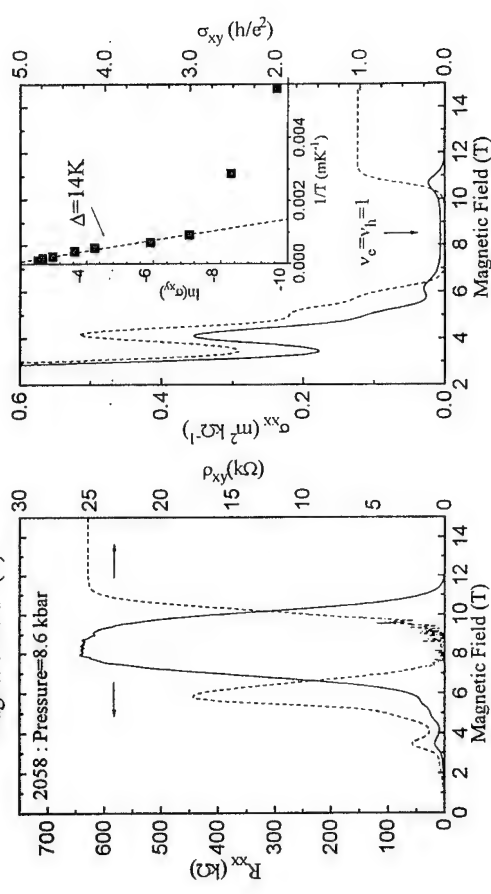 2058 : Pressure=8.6 kbar
R_xx (kΩ)
700
600
500
400
300
200
100
0
ρ_xy(kΩ)
30
25
20
15
10
5
0
0 2 4 6 8 10 12 14
Magnetic Field (T)
σ_xx (m² kΩ⁻¹)
0.6
0.4
0.2
0.0
σ_xy (h/e²)
5.0
4.0
3.0
2.0
1.0
0.0
Δ=14K
ln(σ_xy)
-4
-6
-8
-10
0.000 0.002 0.004
1/T (mK⁻¹)
ν_e=ν_h=1
2 4 6 8 10 12 14
Magnetic Field (T)